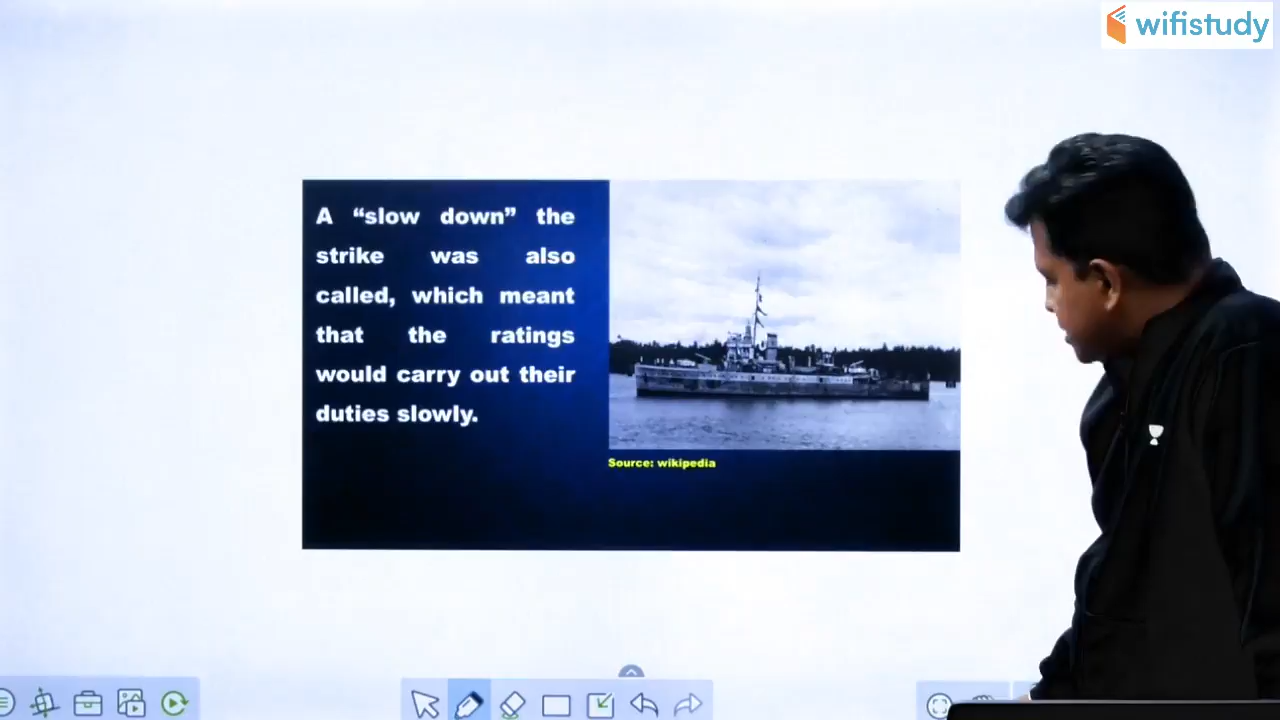 wifistudy
A “slow down” the
strike was also
called, which meant
that the ratings
would carry out their
duties slowly.
Source: wikipedia